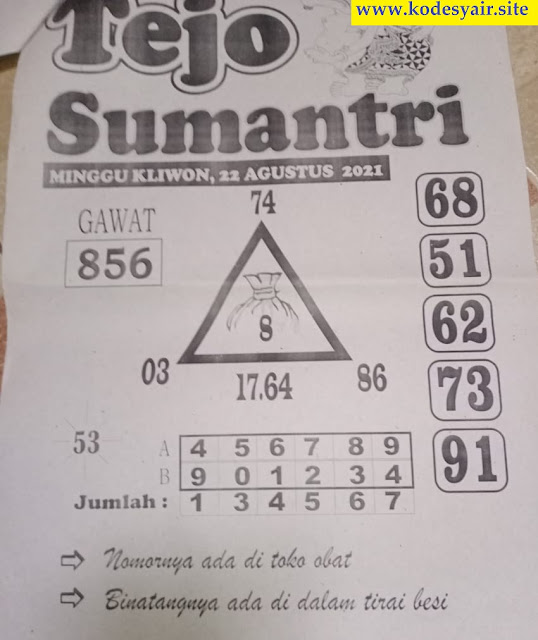 www.kodesyair.site
Tejo
Sumantri
MINGGU KLIWON, 22 AGUSTUS 2021
GAWAT
856
74
8
03
17.64
86
68
51
62
73
91
53
A 4 5 6 7 8 9
B 9 0 1 2 3 4
Jumlah : 1 3 4 5 6 7
⇨ Nomornya ada di toko obat
⇨ Binatangnya ada di dalam tirai besi